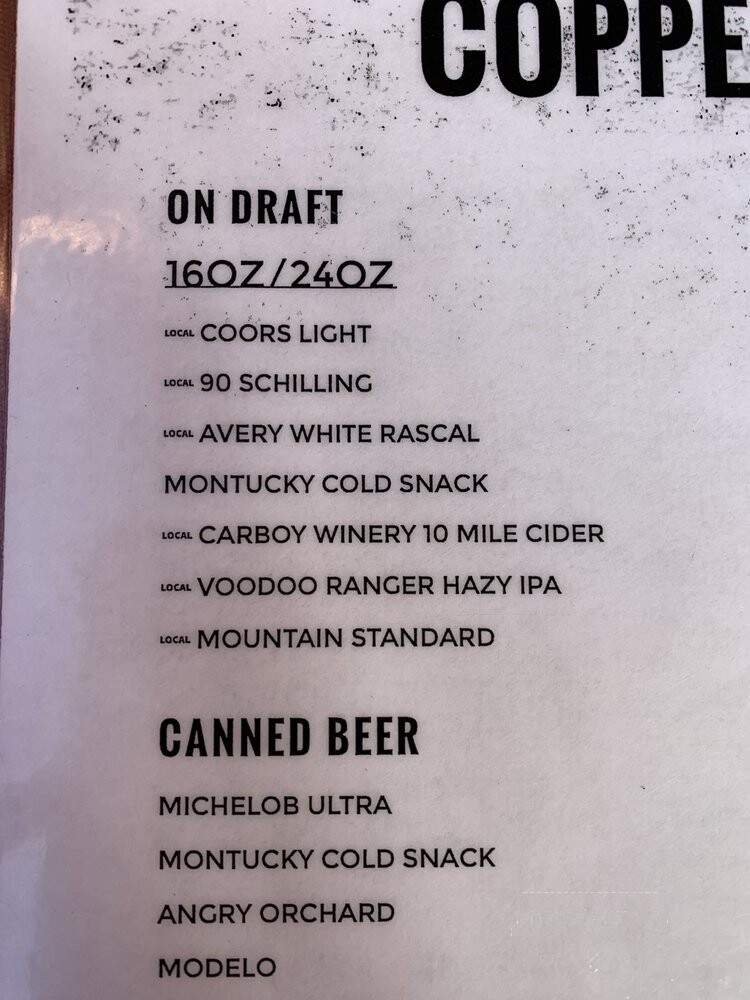 COPPE
ON DRAFT
16OZ/24OZ
LOCAL COORS LIGHT
LOCAL 90 SCHILLING
LOCAL AVERY WHITE RASCAL
MONTUCKY COLD SNACK
LOCAL CARBOY WINERY 10 MILE CIDER
LOCAL VOODOO RANGER HAZY IPA
LOCAL MOUNTAIN STANDARD
CANNED BEER
MICHELOB ULTRA
MONTUCKY COLD SNACK
ANGRY ORCHARD
MODELO